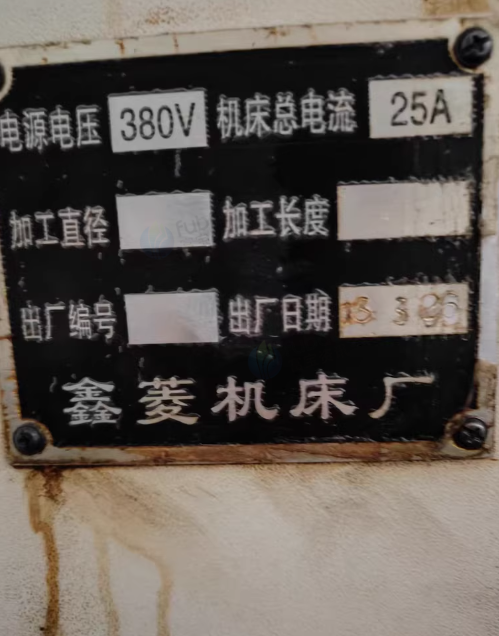 电源电压 380V 机床总电流 25A
加工直径 加工长度
出厂编号 出厂日期
鑫菱机床厂